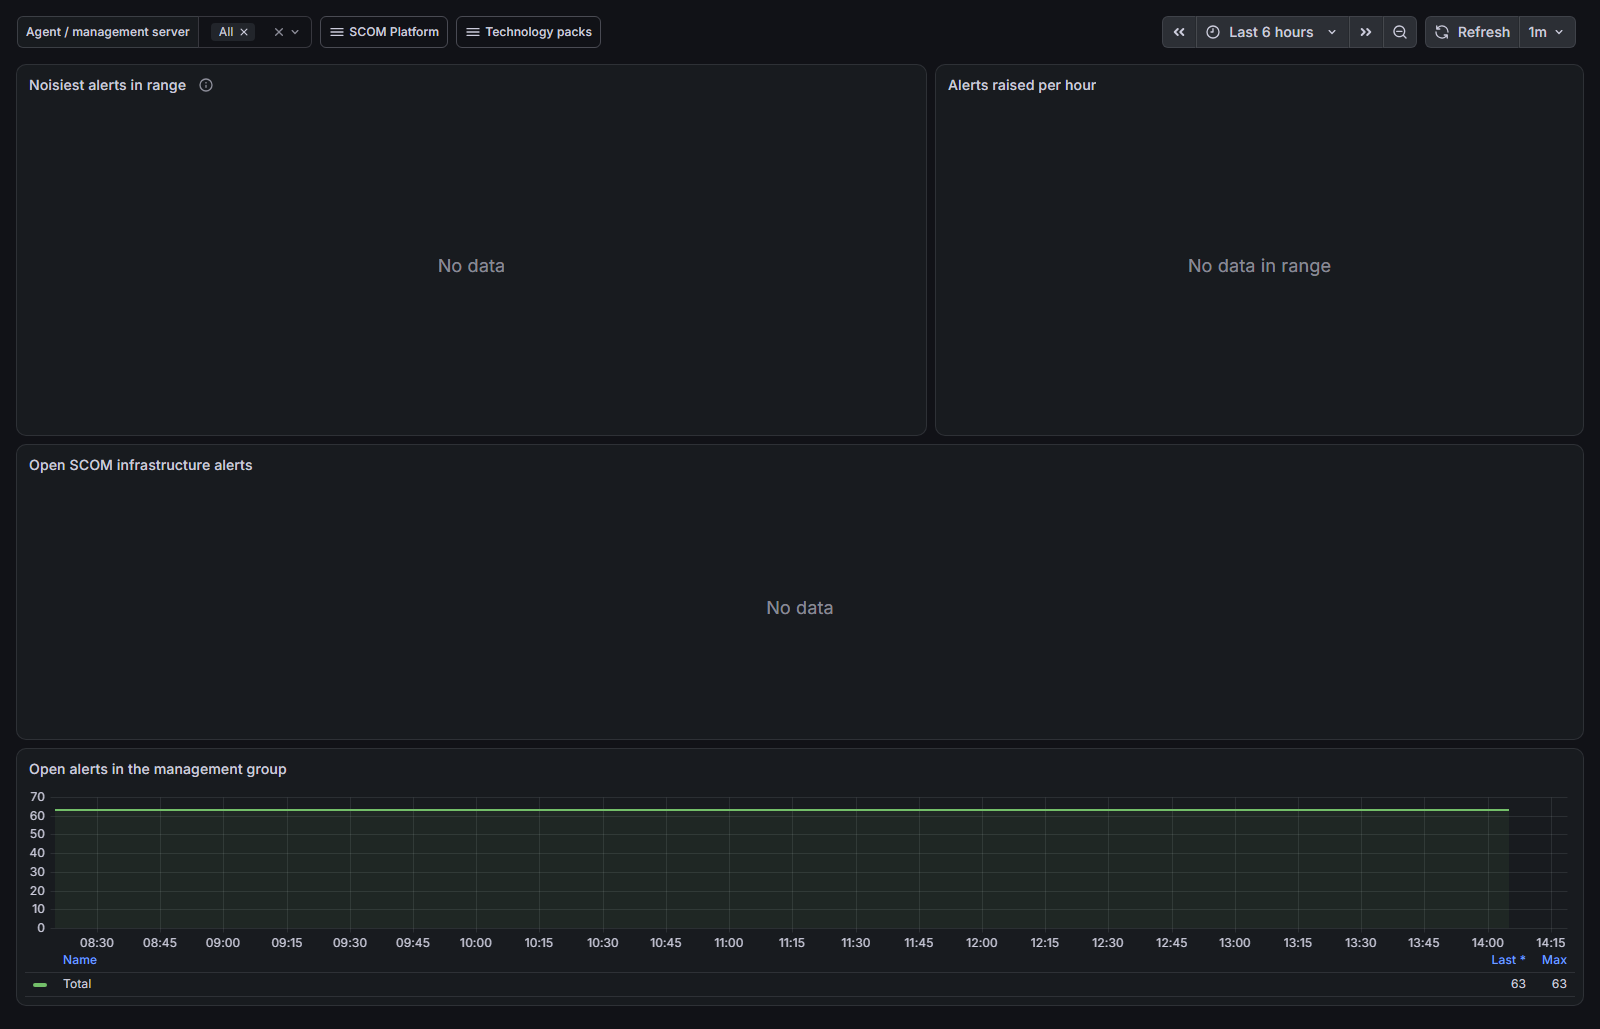 Agent / management server All SCOM Platform Technology packs Last 6 hours Refresh 1m
Noisiest alerts in range
Alerts raised per hour
No data
No data in range
Open SCOM infrastructure alerts
No data
Open alerts in the management group
70
60
50
40
30
20
10
0
08:30 08:45 09:00 09:15 09:30 09:45 10:00 10:15 10:30 10:45 11:00 11:15 11:30 11:45 12:00 12:15 12:30 12:45 13:00 13:15 13:30 13:45 14:00 14:15
Name Last * Max
Total 63 63